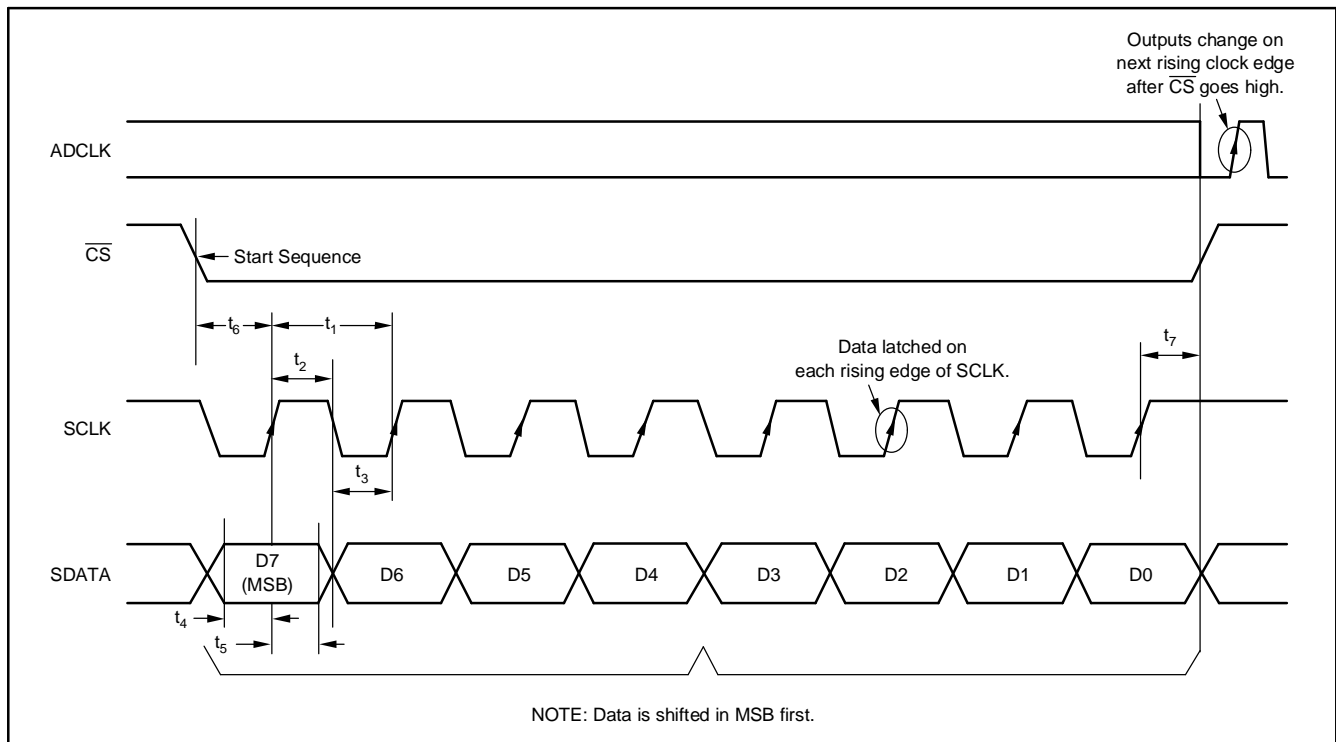 Outputs change on
next rising clock edge
after C̅S̅ goes high.
ADCLK
C̅S̅
Start Sequence
t6
t1
t2
Data latched on
each rising edge of SCLK.
t7
SCLK
t3
SDATA
D7
(MSB)
D6
D5
D4
D3
D2
D1
D0
t4
t5
NOTE: Data is shifted in MSB first.